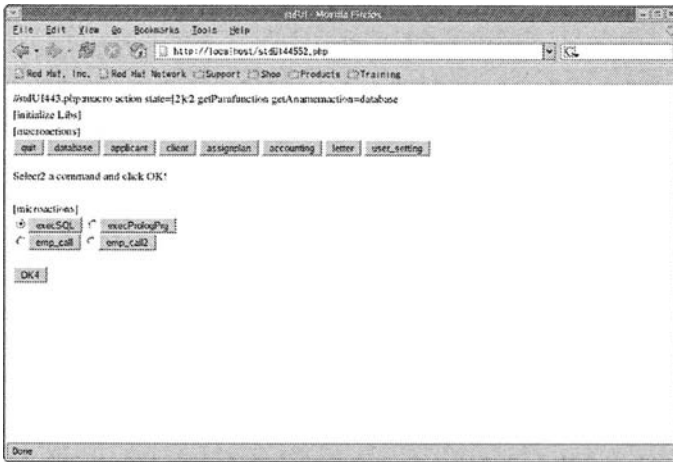 stdUI - Mozilla Firefox
File Edit View Go Bookmarks Tools Help
http://localhost/stdUI44552.php
Red Hat, Inc. Red Hat Network Support Shop Products Training
//stdUI443.php:macro action state=[2]k2 getParafunction getAnamemaction=database
[initialize Libs]
[macroactions]
quit database applicant client assignplan accounting letter user_setting
Select2 a command and click OK!
[microactions]
execSQL execPrologPrg
emp_call emp_call2
OK4
Done